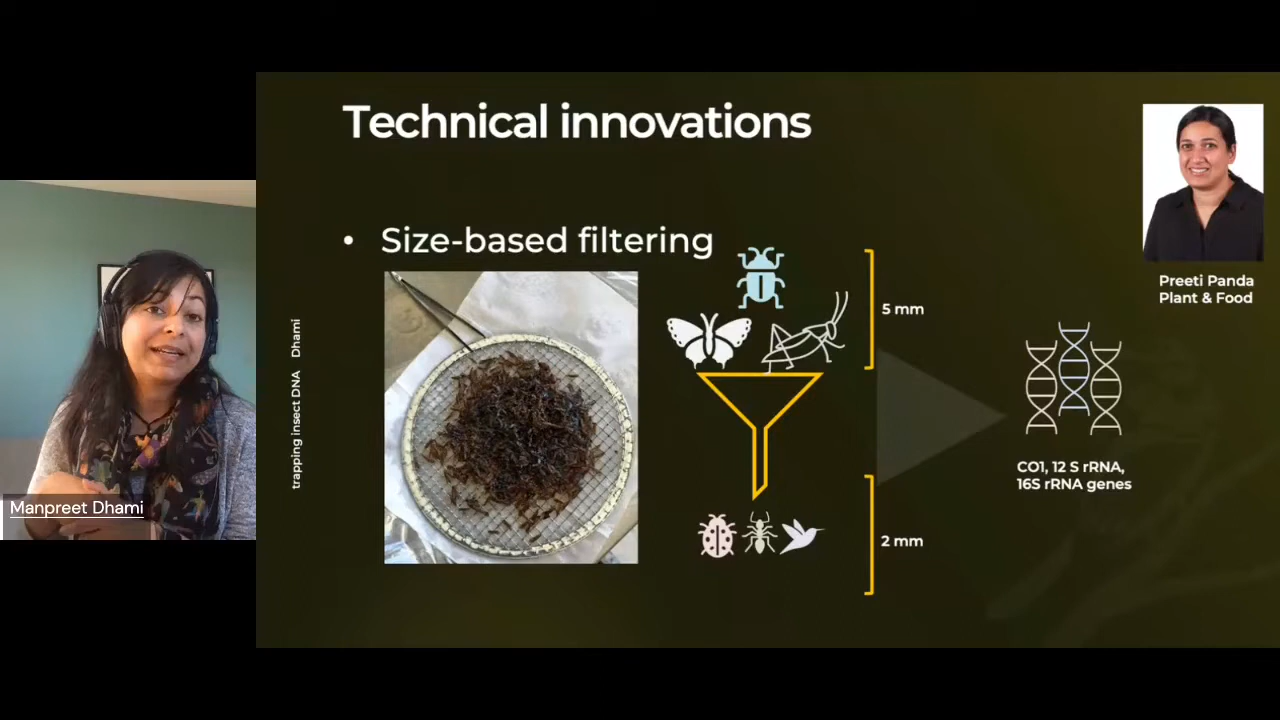 Technical innovations
• Size-based filtering
trapping insect DNA Dhami
5 mm
2 mm
CO1, 12 S rRNA,
16S rRNA genes
Preeti Panda
Plant & Food
Manpreet Dhami